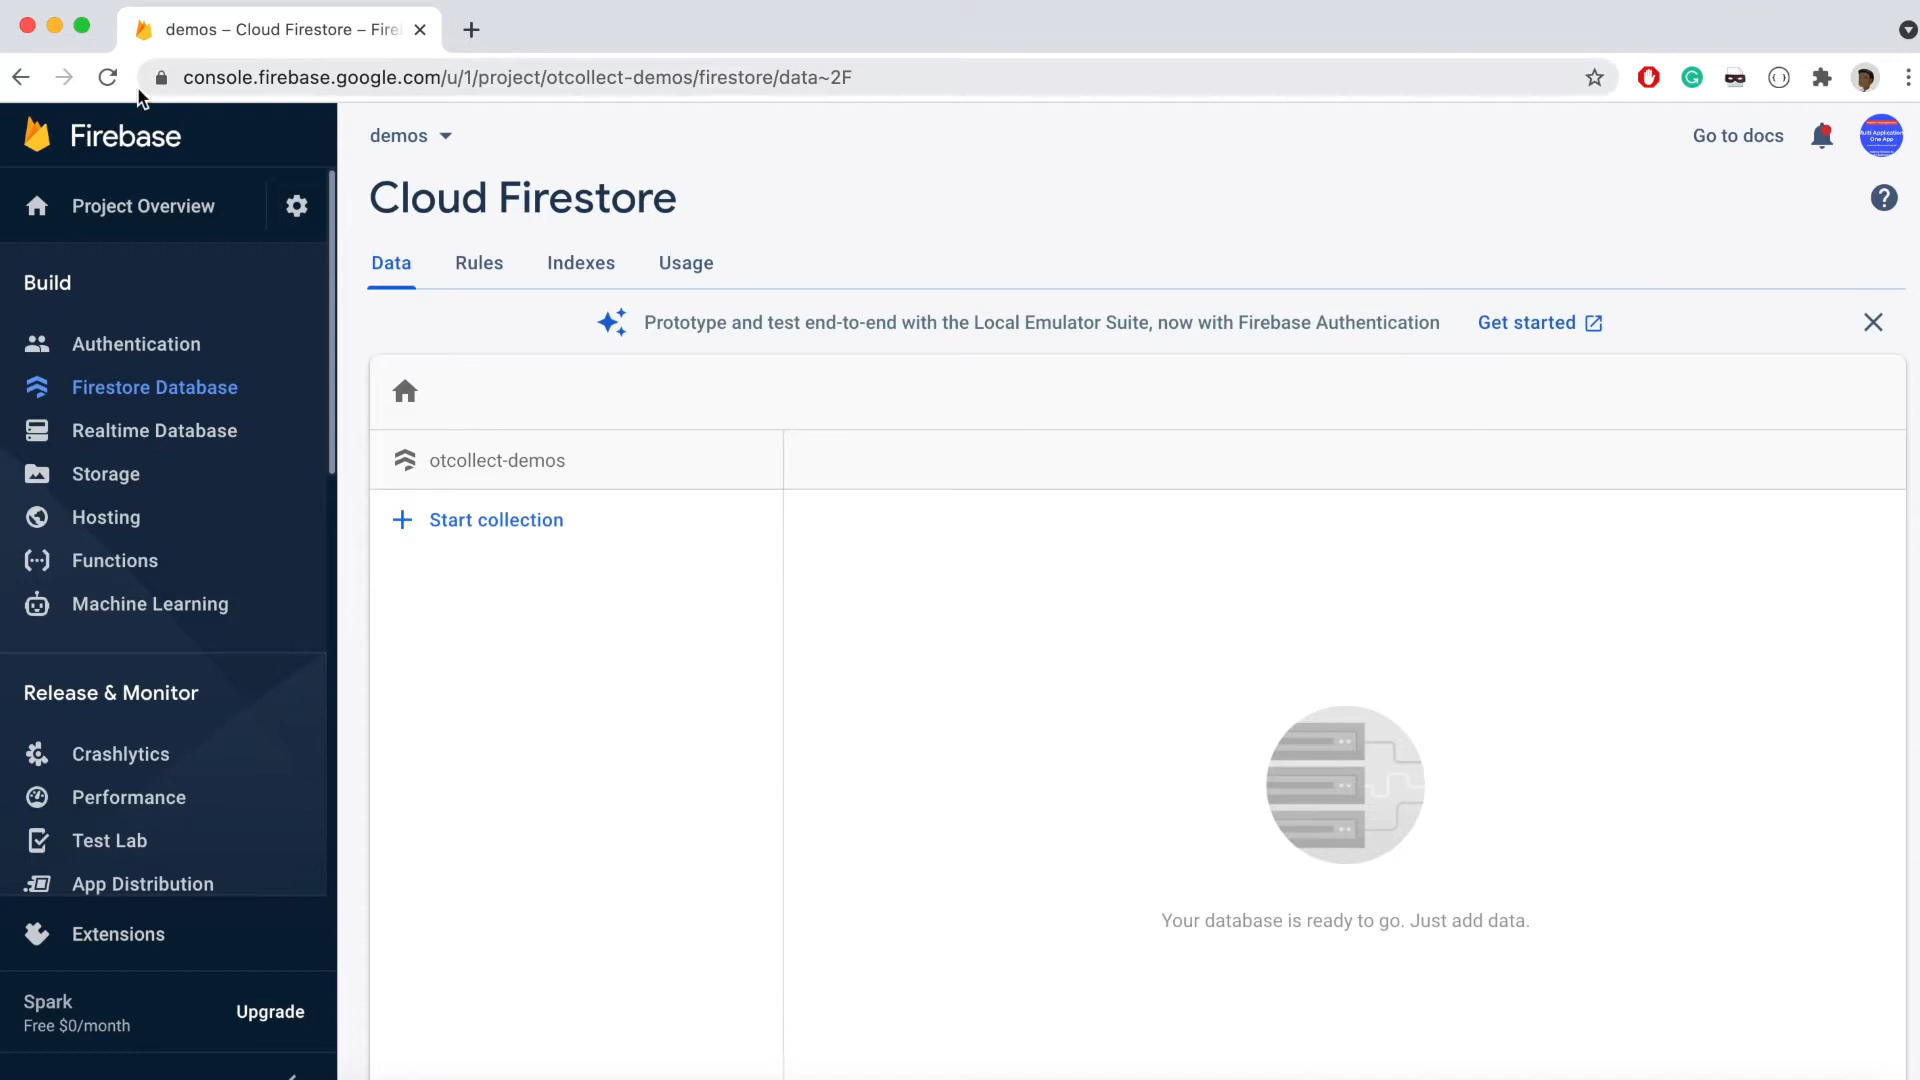 demos – Cloud Firestore – Fire
console.firebase.google.com/u/1/project/otcollect-demos/firestore/data~2F
Firebase
demos
Go to docs
Project Overview
Cloud Firestore
Data
Rules
Indexes
Usage
Build
Prototype and test end-to-end with the Local Emulator Suite, now with Firebase Authentication
Get started
Authentication
Firestore Database
Realtime Database
Storage
Hosting
Functions
Machine Learning
otcollect-demos
Start collection
Release & Monitor
Crashlytics
Performance
Test Lab
App Distribution
Extensions
Your database is ready to go. Just add data.
Spark
Free $0/month
Upgrade